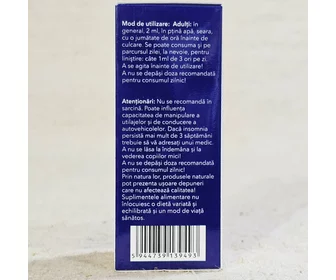 Mod de utilizare: Adulți: în
general, 2 ml, în puțină apă, seara,
cu o jumătate de oră înainte de
culcare. Se poate consuma și pe
parcursul zilei, la nevoie, pentru
liniștire: câte 1ml de 3 ori pe zi.
A se agita înainte de utilizare!
A nu se depăși doza recomandată
pentru consumul zilnic!
Atenționări: Nu se recomandă în
sarcină. Poate influența
capacitatea de manipulare a
utilajelor și de conducere a
autovehicolelor. Dacă insomnia
persistă mai mult de 3 săptămâni
trebuie să vă adresați unui medic.
A nu se lăsa la îndemâna și la
vederea copiilor mici!
A nu se depăși doza recomandată
pentru consumul zilnic!
Prin natura lor, produsele naturale
pot prezenta ușoare depuneri
care nu afectează calitatea!
Suplimentele alimentare nu
înlocuiesc o dietă variată și
echilibrată și un mod de viață
sănătos.
5 944739 139493